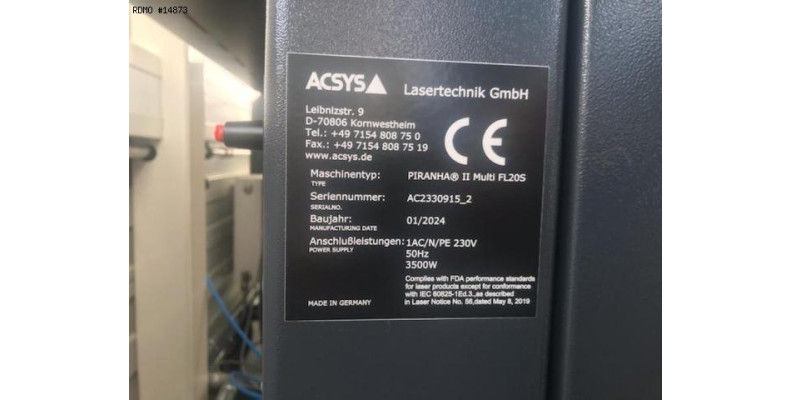 RDMO #14873
ACSYS Lasertechnik GmbH
Leibnizstr. 9
D-70806 Kornwestheim
Tel.: +49 7154 808 75 0
Fax.: +49 7154 808 75 19
www.acsys.de
CE
Maschinentyp: PIRANHA® II Multi FL20S
TYPE
Seriennummer: AC2330915_2
SERIALNO.
Baujahr: 01/2024
MANUFACTURING DATE
Anschlußleistungen: 1AC/N/PE 230V
POWER SUPPLY
50Hz
3500W
Complies with FDA performance standards
for laser products except for conformance
with IEC 60825-1Ed.3.,as described
in Laser Notice No. 56,dated May 8, 2019
MADE IN GERMANY